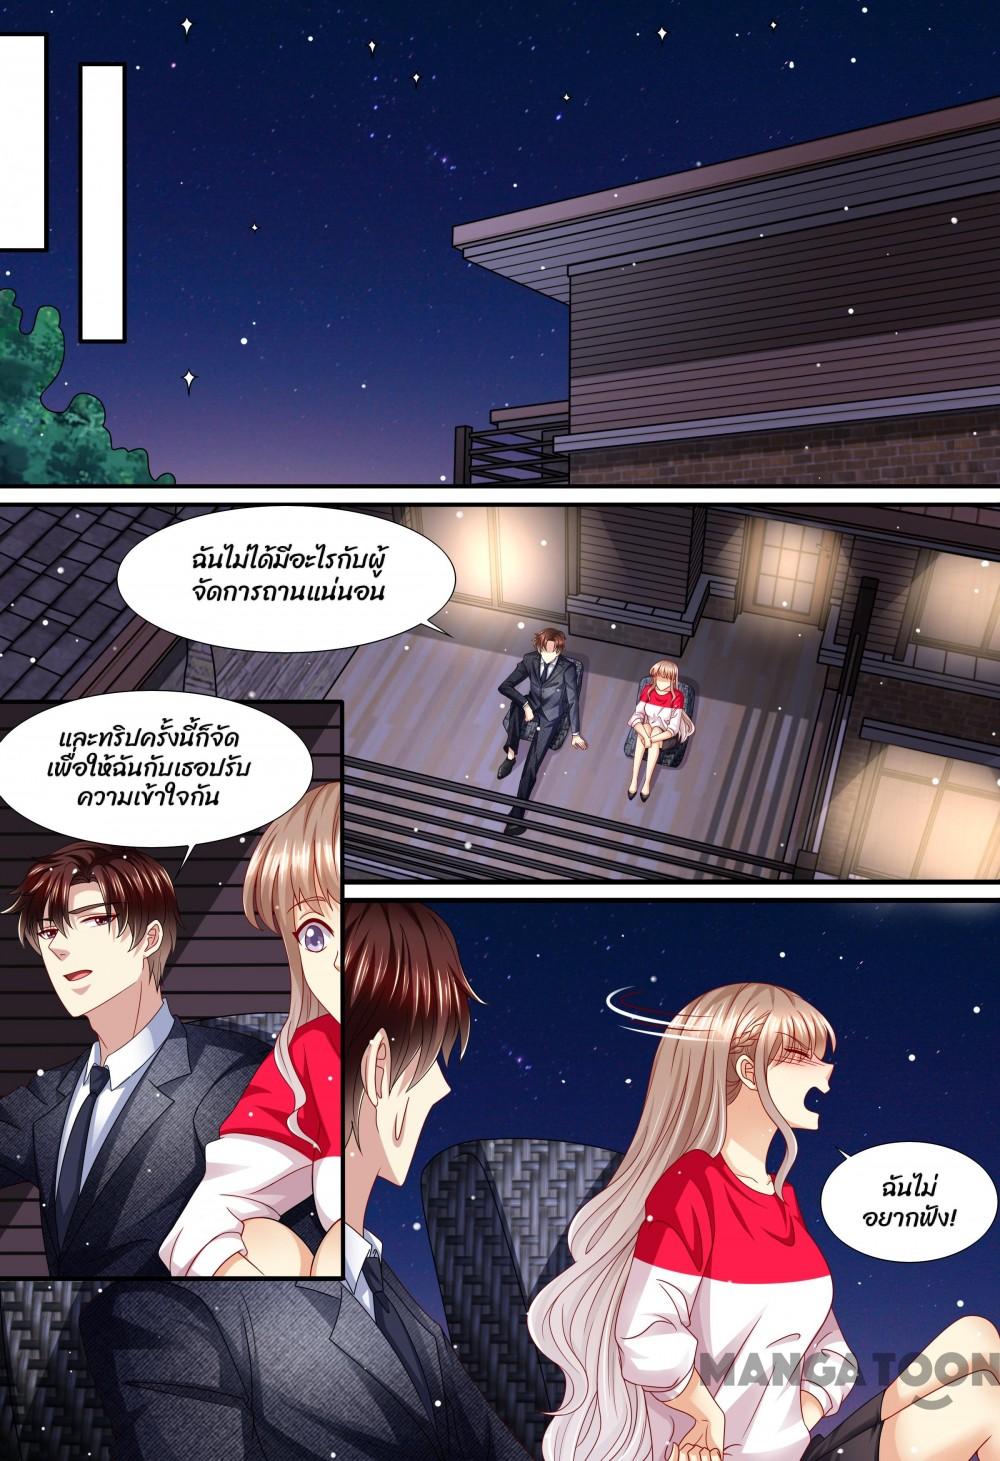 ฉันไม่ได้มีอะไรกับผู้
จัดการถานแน่นอน
และทริปครั้งนี้ก็จัด
เพื่อให้ฉันกับเธอปรับ
ความเข้าใจกัน
ฉันไม่
อยากฟัง!
MANGATOON